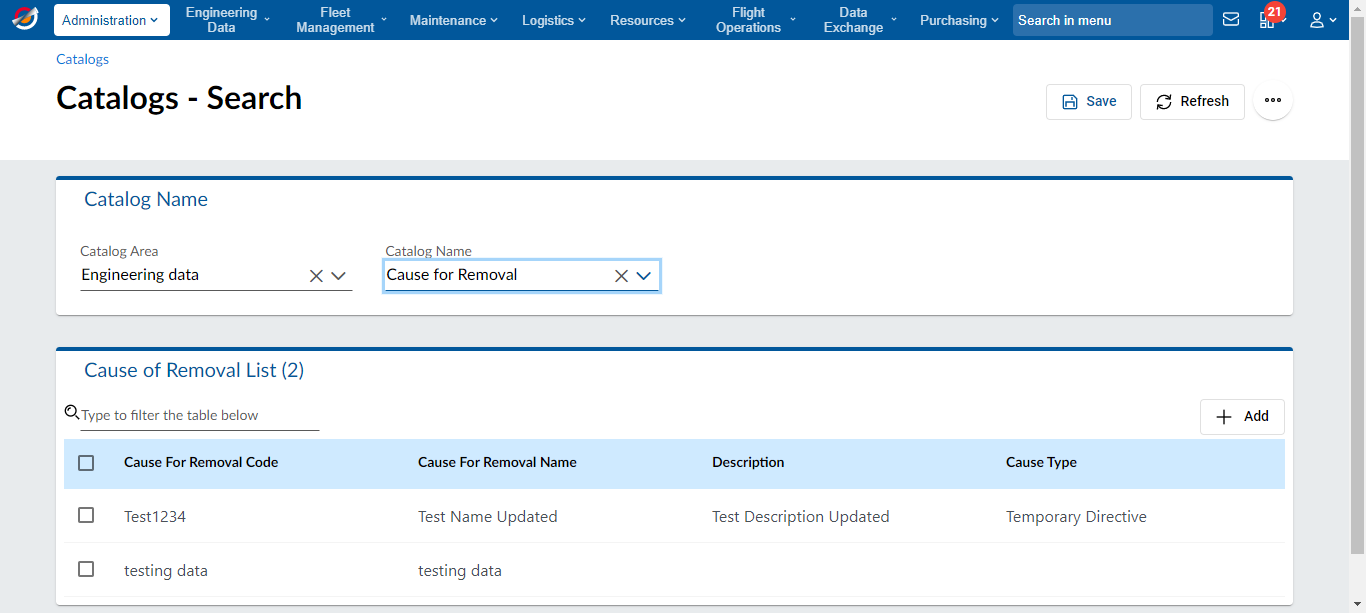 Administration
Engineering Data
Fleet Management
Maintenance
Logistics
Resources
Flight Operations
Data Exchange
Purchasing
Search in menu
21
Catalogs
Catalogs - Search
Save
Refresh
Catalog Name
Catalog Area
Catalog Name
Engineering data
Cause for Removal
Cause of Removal List (2)
Type to filter the table below
Add
Cause For Removal Code Cause For Removal Name Description Cause Type
Test1234 Test Name Updated Test Description Updated Temporary Directive
testing data testing data